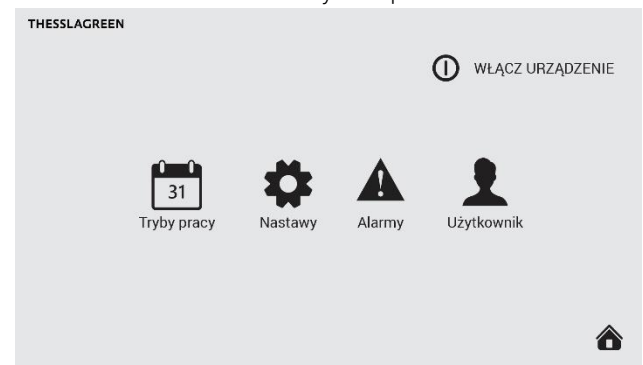 THESSLAGREEN
WŁĄCZ URZĄDZENIE
31
Tryby pracy Nastawy Alarmy Użytkownik